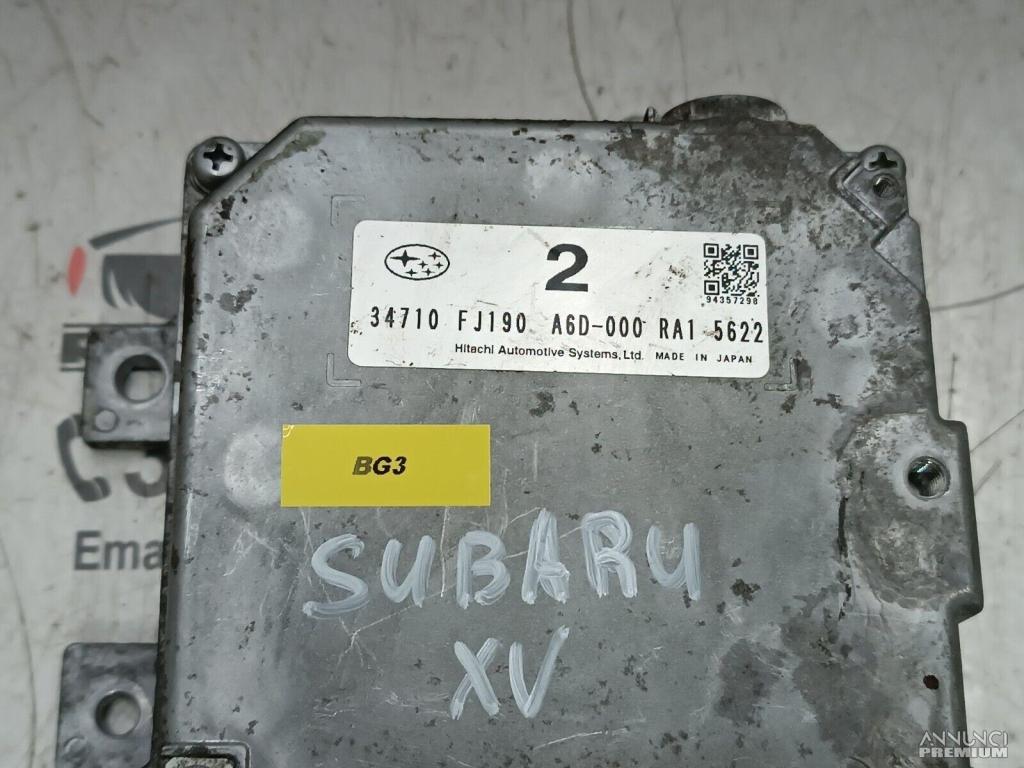 2
94357298
34710 FJ190 A6D-000 RA1 5622
Hitachi Automotive Systems, Ltd. MADE IN JAPAN
BG3
Ema
SUBARU
XV
ANNUNCI
PREMIUM